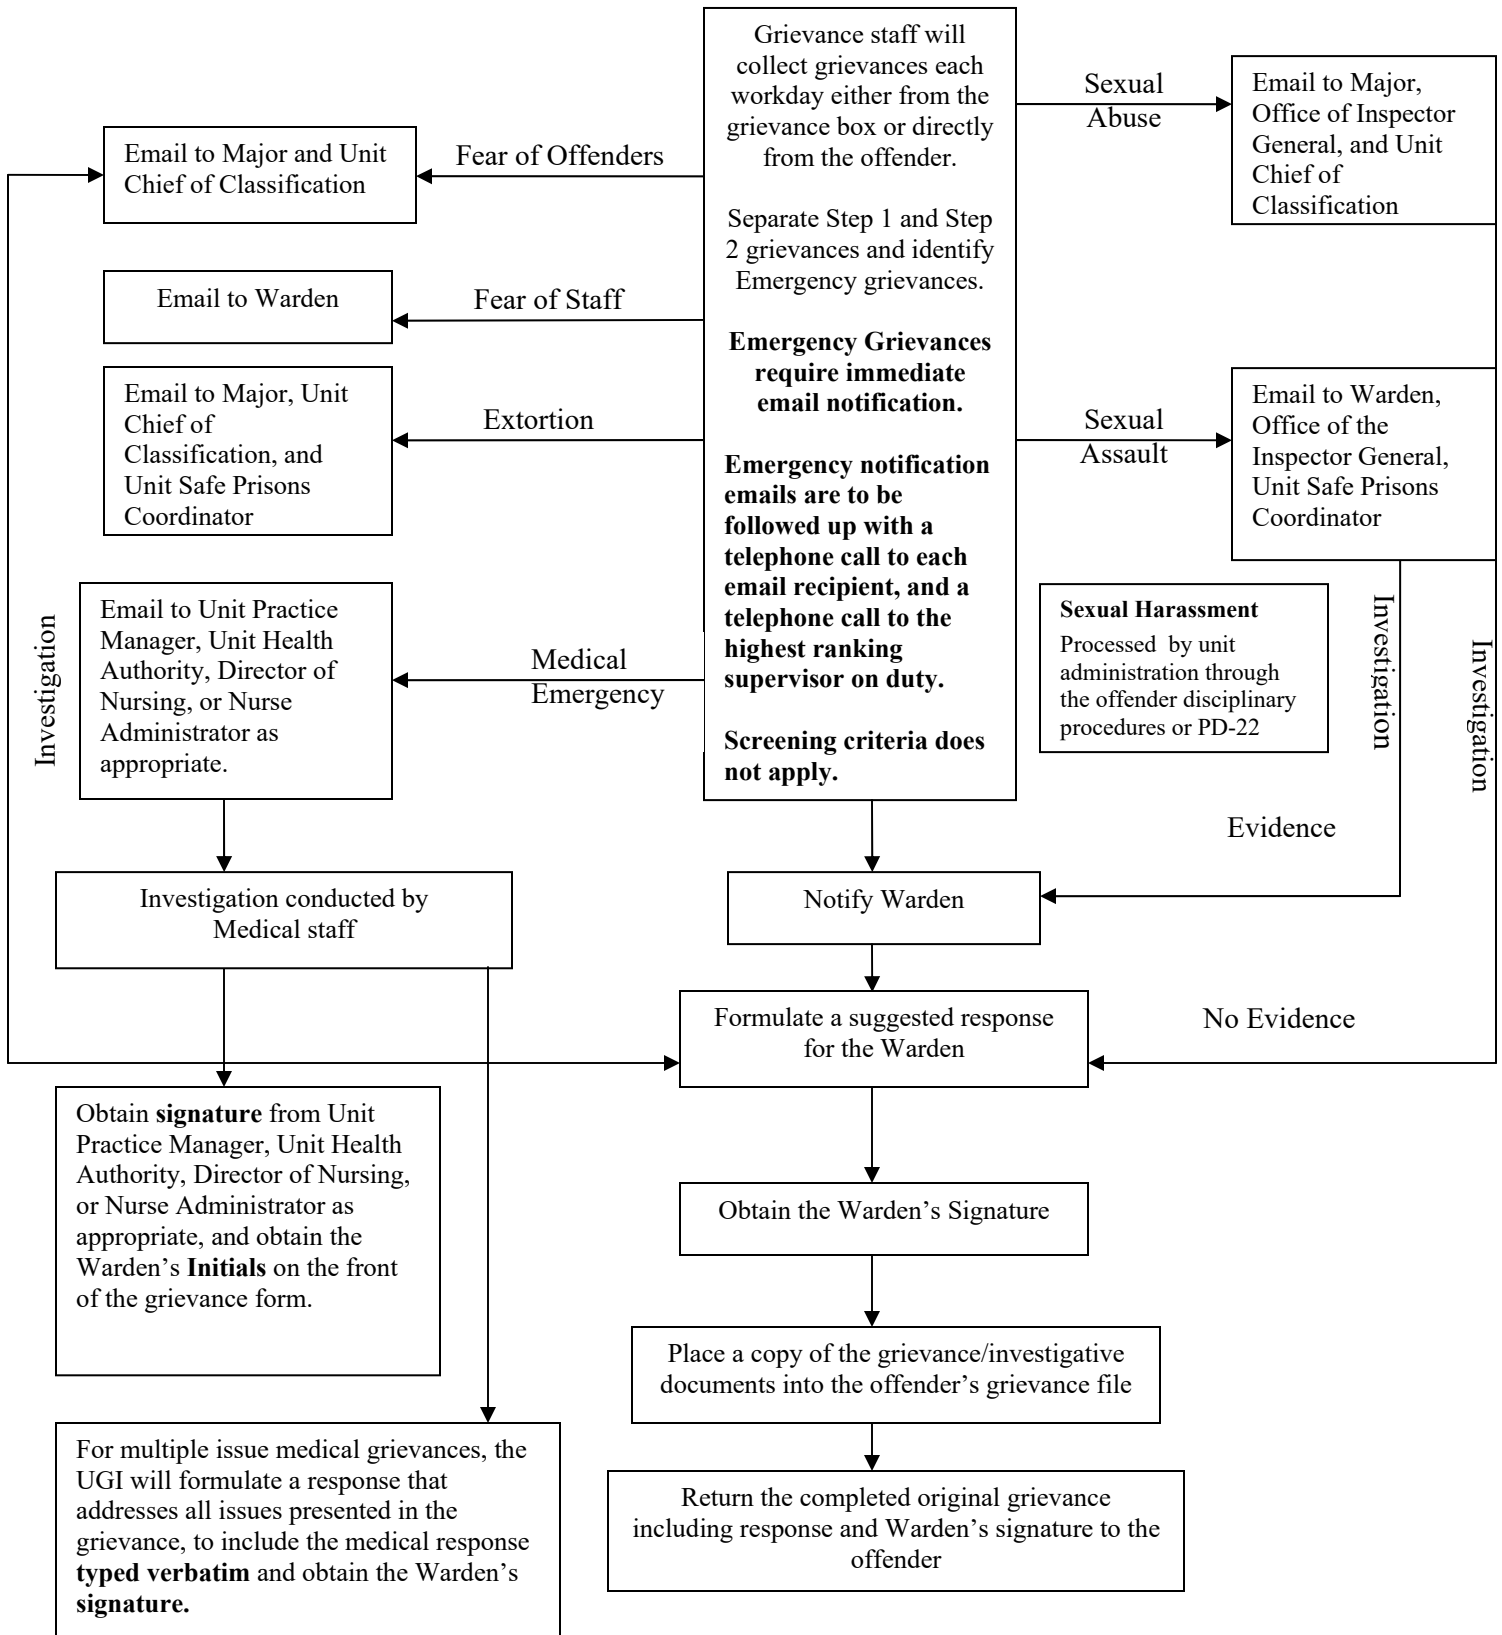 Grievance staff will
collect grievances each
workday either from the
grievance box or directly
from the offender.
Separate Step 1 and Step
2 grievances and identify
Emergency grievances.
Emergency Grievances
require immediate
email notification.
Emergency notification
emails are to be
followed up with a
telephone call to each
email recipient, and a
telephone call to the
highest ranking
supervisor on duty.
Screening criteria does
not apply.
Fear of Offenders
Email to Major and Unit
Chief of Classification
Fear of Staff
Email to Warden
Extortion
Email to Major, Unit
Chief of
Classification, and
Unit Safe Prisons
Coordinator
Medical
Emergency
Email to Unit Practice
Manager, Unit Health
Authority, Director of
Nursing, or Nurse
Administrator as
appropriate.
Investigation
Sexual
Abuse
Email to Major,
Office of Inspector
General, and Unit
Chief of
Classification
Sexual
Assault
Email to Warden,
Office of the
Inspector General,
Unit Safe Prisons
Coordinator
Sexual Harassment
Processed by unit
administration through
the offender disciplinary
procedures or PD-22
Investigation
Investigation
Evidence
Investigation conducted by
Medical staff
Notify Warden
Formulate a suggested response
for the Warden
No Evidence
Obtain signature from Unit
Practice Manager, Unit Health
Authority, Director of Nursing,
or Nurse Administrator as
appropriate, and obtain the
Warden’s Initials on the front
of the grievance form.
Obtain the Warden’s Signature
Place a copy of the grievance/investigative
documents into the offender’s grievance file
For multiple issue medical grievances, the
UGI will formulate a response that
addresses all issues presented in the
grievance, to include the medical response
typed verbatim and obtain the Warden’s
signature.
Return the completed original grievance
including response and Warden’s signature to the
offender